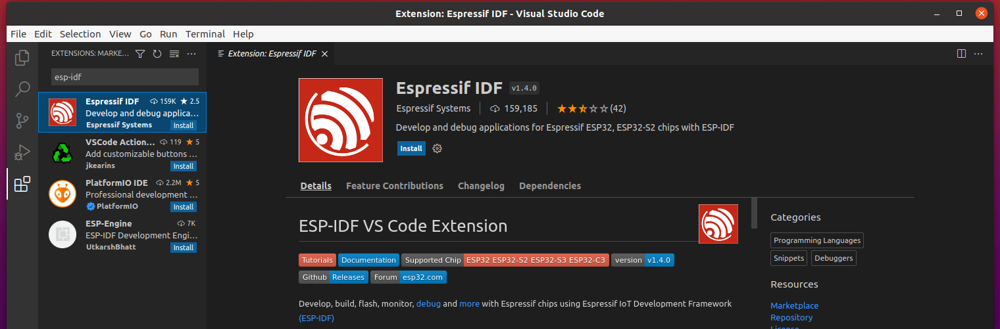 Extension: Espressif IDF - Visual Studio Code
File Edit Selection View Go Run Terminal Help
EXTENSIONS: MARKE...
esp-idf
Espressif IDF 159K ★ 2.5
Develop and debug applica...
Espressif Systems Install
VSCode Action... 119 ★ 5
Add customizable buttons ...
jkearins Install
PlatformIO IDE 2.2M ★ 5
Professional development ...
PlatformIO Install
ESP-Engine 7K
ESP-IDF Development Engi...
UtkarshBhatt Install
Extension: Espressif IDF
Espressif IDF v1.4.0
Espressif Systems 159,185 (42)
Develop and debug applications for Espressif ESP32, ESP32-S2 chips with ESP-IDF
Install
Details Feature Contributions Changelog Dependencies
ESP-IDF VS Code Extension
Tutorials Documentation Supported Chip ESP32 ESP32-S2 ESP32-S3 ESP32-C3 version v1.4.0
Github Releases Forum esp32.com
Develop, build, flash, monitor, debug and more with Espressif chips using Espressif IoT Development Framework
(ESP-IDF)
Categories
Programming Languages
Snippets Debuggers
Resources
Marketplace
Repository
License